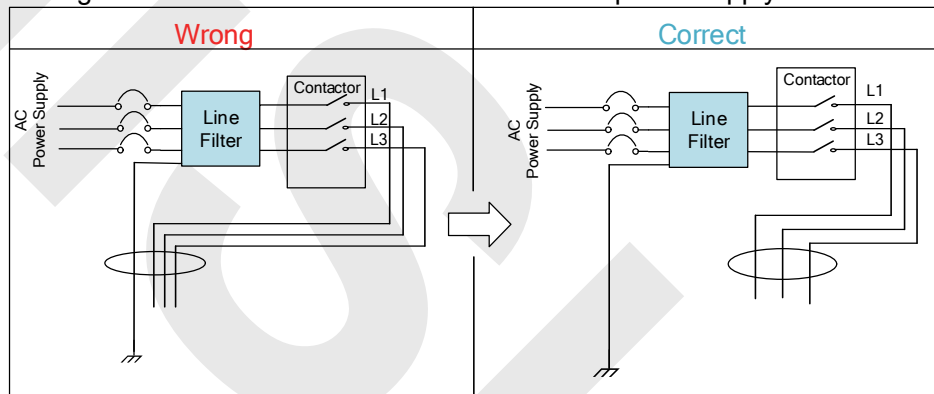 Wrong
Correct
AC
Power Supply
Line
Filter
Contactor
L1
L2
L3
AC
Power Supply
Line
Filter
Contactor
L1
L2
L3